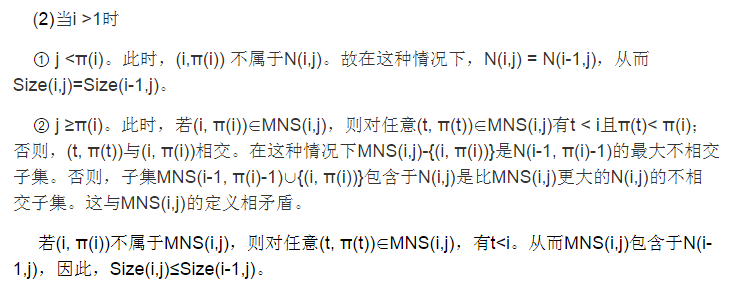 (2)当i >1时
① j <π(i)。此时，(i,π(i)) 不属于N(i,j)。故在这种情况下，N(i,j) = N(i-1,j)，从而
Size(i,j)=Size(i-1,j)。
② j ≥π(i)。此时，若(i, π(i))∈MNS(i,j)，则对任意(t, π(t))∈MNS(i,j)有t < i且π(t)< π(i)；
否则，(t, π(t))与(i, π(i))相交。在这种情况下MNS(i,j)-{(i, π(i))}是N(i-1, π(i)-1)的最大不相交
子集。否则，子集MNS(i-1, π(i)-1)∪{(i, π(i))}包含于N(i,j)是比MNS(i,j)更大的N(i,j)的不相
交子集。这与MNS(i,j)的定义相矛盾。
若(i, π(i))不属于MNS(i,j)，则对任意(t, π(t))∈MNS(i,j)，有t<i。从而MNS(i,j)包含于N(i-
1,j)，因此，Size(i,j)≤Size(i-1,j)。